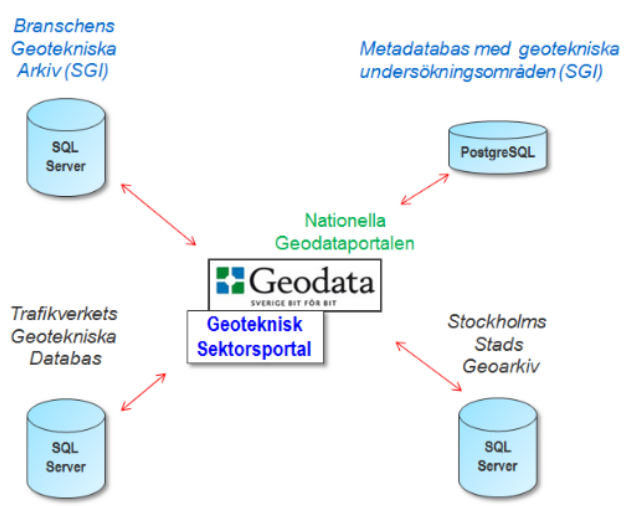 Branschens
Geotekniska
Arkiv (SGI)
Metadatabas med geotekniska
undersökningsområden (SGI)
SQL
Server
PostgreSQL
Nationella
Geodataportalen
Geodata
SVERIGE BIT FÖR BIT
Geoteknisk
Sektorsportal
Trafikverkets
Geotekniska
Databas
Stockholms
Stads
Geoarkiv
SQL
Server
SQL
Server